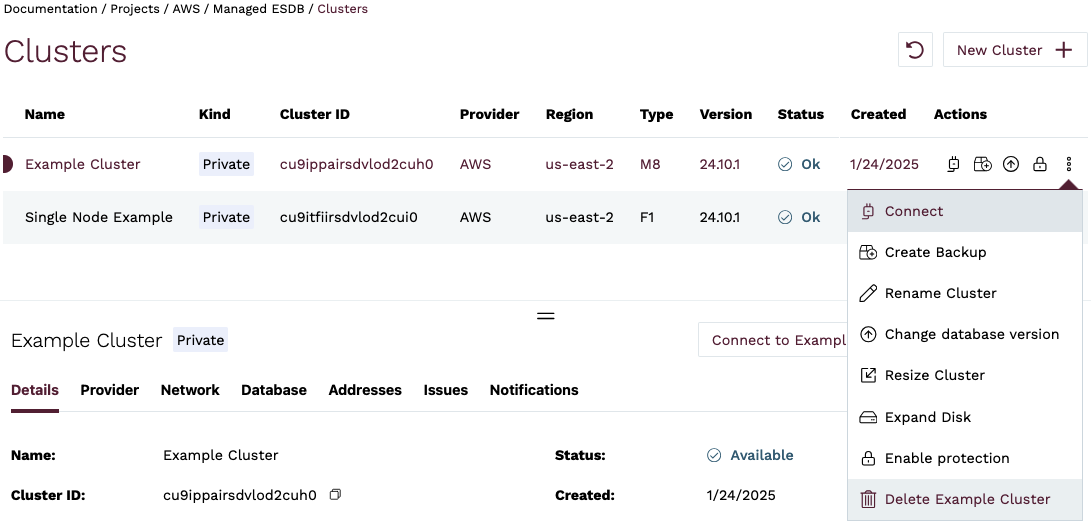 Documentation / Projects / AWS / Managed ESDB / Clusters
Clusters
New Cluster
Name Kind Cluster ID Provider Region Type Version Status Created Actions
Example Cluster Private cu9ippairsdvlod2cuh0 AWS us-east-2 M8 24.10.1 Ok 1/24/2025
Single Node Example Private cu9itfiirsdvlod2cui0 AWS us-east-2 F1 24.10.1 Ok
Connect
Create Backup
Rename Cluster
Change database version
Resize Cluster
Expand Disk
Enable protection
Delete Example Cluster
Example Cluster Private
Connect to Exampl
Details Provider Network Database Addresses Issues Notifications
Name: Example Cluster Status: Available
Cluster ID: cu9ippairsdvlod2cuh0 Created: 1/24/2025